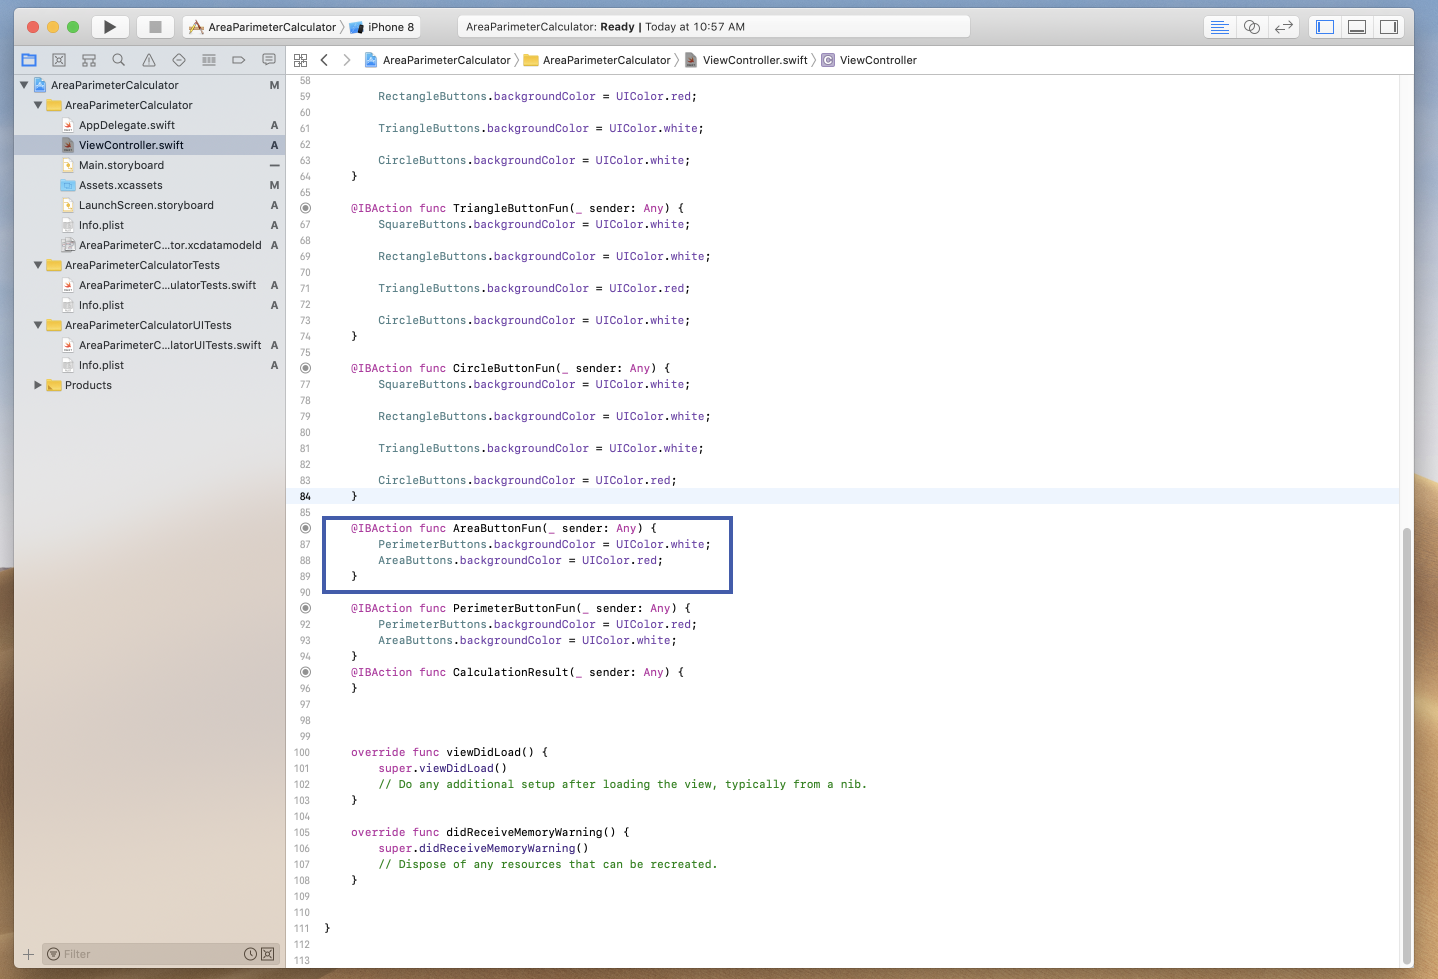 AreaParimeterCalculator
iPhone 8
AreaParimeterCalculator: Ready | Today at 10:57 AM
AreaParimeterCalculator
AreaParimeterCalculator
ViewController.swift
C ViewController
AreaParimeterCalculator M
AreaParimeterCalculator
AppDelegate.swift A
ViewController.swift A
Main.storyboard
Assets.xcassets M
LaunchScreen.storyboard A
Info.plist A
AreaParimeterC...tor.xcdatamodeld A
AreaParimeterCalculatorTests
AreaParimeterC...ulatorTests.swift A
Info.plist A
AreaParimeterCalculatorUITests
AreaParimeterC...latorUITests.swift A
Info.plist A
Products
Filter
58
59 RectangleButtons.backgroundColor = UIColor.red;
60
61 TriangleButtons.backgroundColor = UIColor.white;
62
63 CircleButtons.backgroundColor = UIColor.white;
64 }
65
@IBAction func TriangleButtonFun(_ sender: Any) {
67 SquareButtons.backgroundColor = UIColor.white;
68
69 RectangleButtons.backgroundColor = UIColor.white;
70
71 TriangleButtons.backgroundColor = UIColor.red;
72
73 CircleButtons.backgroundColor = UIColor.white;
74 }
75
@IBAction func CircleButtonFun(_ sender: Any) {
77 SquareButtons.backgroundColor = UIColor.white;
78
79 RectangleButtons.backgroundColor = UIColor.white;
80
81 TriangleButtons.backgroundColor = UIColor.white;
82
83 CircleButtons.backgroundColor = UIColor.red;
84 }
85
@IBAction func AreaButtonFun(_ sender: Any) {
87 PerimeterButtons.backgroundColor = UIColor.white;
88 AreaButtons.backgroundColor = UIColor.red;
89 }
90
@IBAction func PerimeterButtonFun(_ sender: Any) {
92 PerimeterButtons.backgroundColor = UIColor.red;
93 AreaButtons.backgroundColor = UIColor.white;
94 }
@IBAction func CalculationResult(_ sender: Any) {
96 }
97
98
99
100 override func viewDidLoad() {
101 super.viewDidLoad()
102 // Do any additional setup after loading the view, typically from a nib.
103 }
104
105 override func didReceiveMemoryWarning() {
106 super.didReceiveMemoryWarning()
107 // Dispose of any resources that can be recreated.
108 }
109
110
111 }
112
113